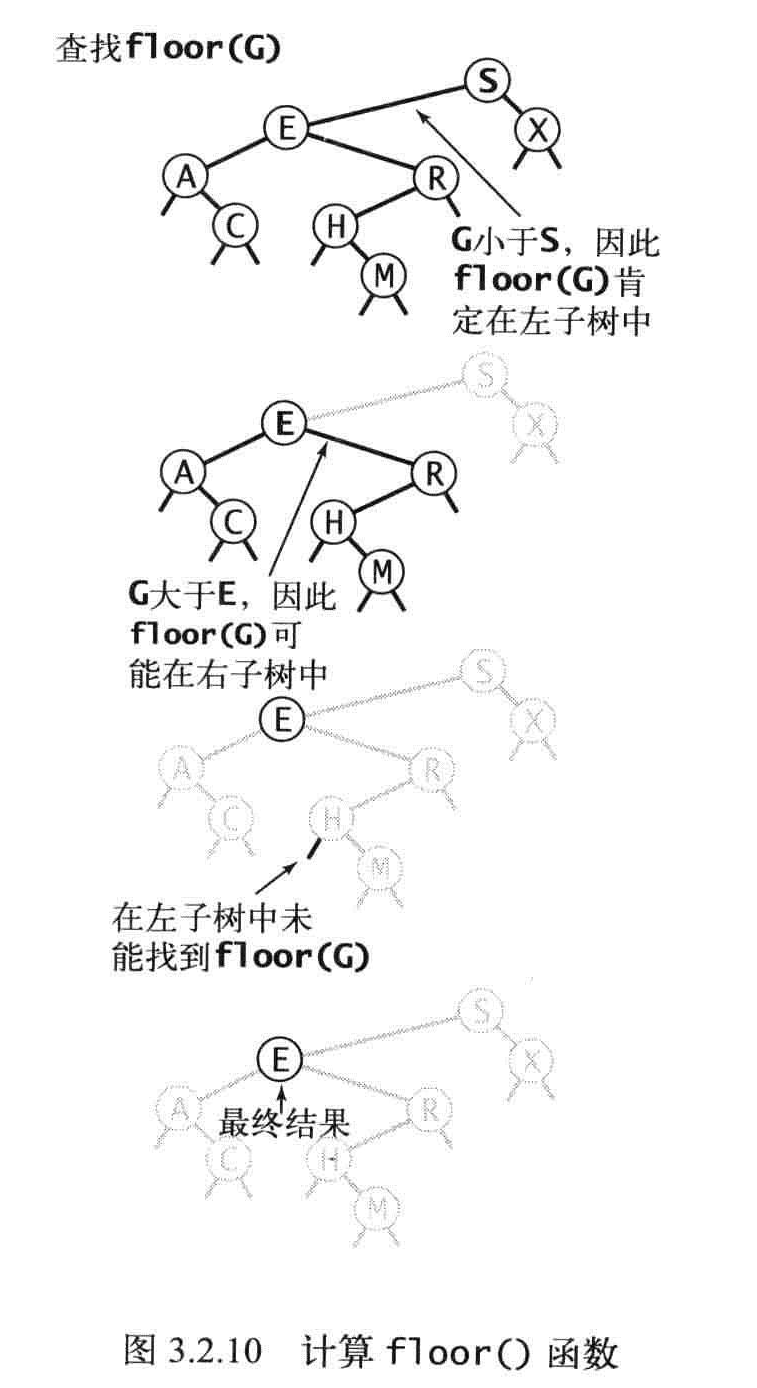 查找floor(G)
S
E
X
A
R
C
H
M
G小于S，因此
floor(G)肯
定在左子树中
S
E
X
A
R
C
H
M
G大于E，因此
floor(G)可
能在右子树中
S
E
X
A
R
C
H
M
在左子树中未
能找到floor(G)
S
E
X
A
R
最终结果
C
H
M
图 3.2.10 计算 floor() 函数